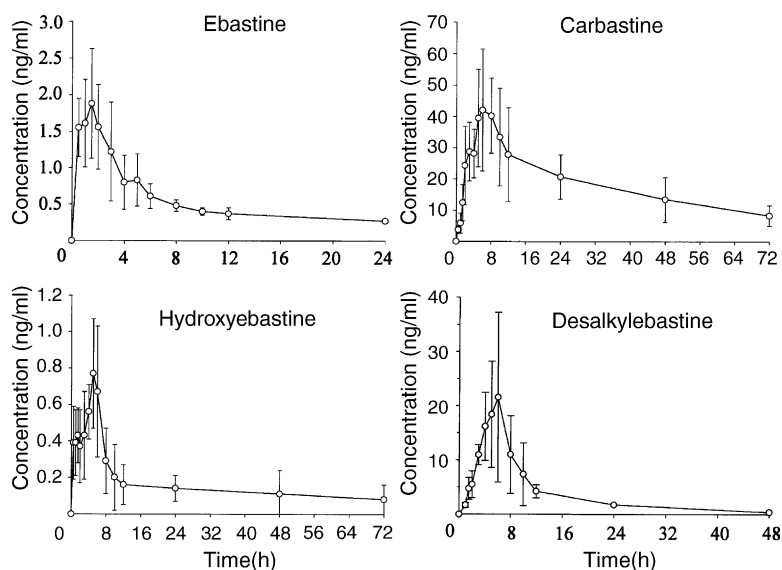 Ebastine
Concentration (ng/ml)
3.0
2.5
2.0
1.5
1.0
0.5
0 4 8 12 16 20 24
Carbastine
Concentration (ng/ml)
70
60
50
40
30
20
10
0 8 16 24 32 40 48 56 64 72
Hydroxyebastine
Concentration (ng/ml)
1.2
1.0
0.8
0.6
0.4
0.2
0 8 16 24 32 40 48 56 64 72
Time(h)
Desalkylebastine
Concentration (ng/ml)
40
30
20
10
0 8 16 24 32 40 48
Time(h)